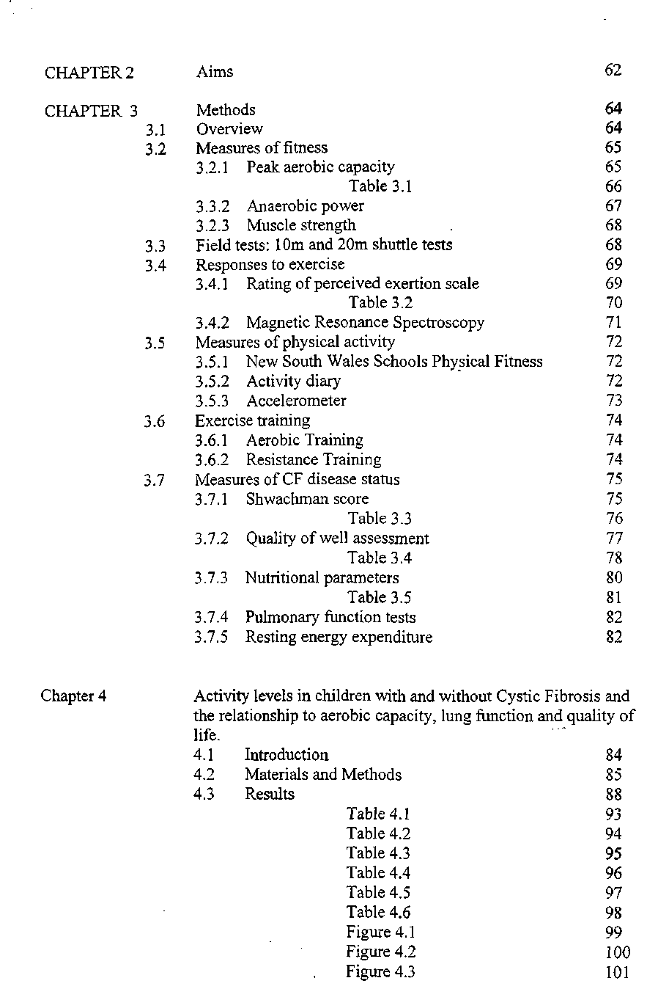 CHAPTER 2 Aims 62
CHAPTER 3 Methods 64
3.1 Overview 64
3.2 Measures of fitness 65
3.2.1 Peak aerobic capacity 65
Table 3.1 66
3.3.2 Anaerobic power 67
3.2.3 Muscle strength 68
3.3 Field tests: 10m and 20m shuttle tests 68
3.4 Responses to exercise 69
3.4.1 Rating of perceived exertion scale 69
Table 3.2 70
3.4.2 Magnetic Resonance Spectroscopy 71
3.5 Measures of physical activity 72
3.5.1 New South Wales Schools Physical Fitness 72
3.5.2 Activity diary 72
3.5.3 Accelerometer 73
3.6 Exercise training 74
3.6.1 Aerobic Training 74
3.6.2 Resistance Training 74
3.7 Measures of CF disease status 75
3.7.1 Shwachman score 75
Table 3.3 76
3.7.2 Quality of well assessment 77
Table 3.4 78
3.7.3 Nutritional parameters 80
Table 3.5 81
3.7.4 Pulmonary function tests 82
3.7.5 Resting energy expenditure 82
Chapter 4 Activity levels in children with and without Cystic Fibrosis and
the relationship to aerobic capacity, lung function and quality of
life.
4.1 Introduction 84
4.2 Materials and Methods 85
4.3 Results 88
Table 4.1 93
Table 4.2 94
Table 4.3 95
Table 4.4 96
Table 4.5 97
Table 4.6 98
Figure 4.1 99
Figure 4.2 100
Figure 4.3 101